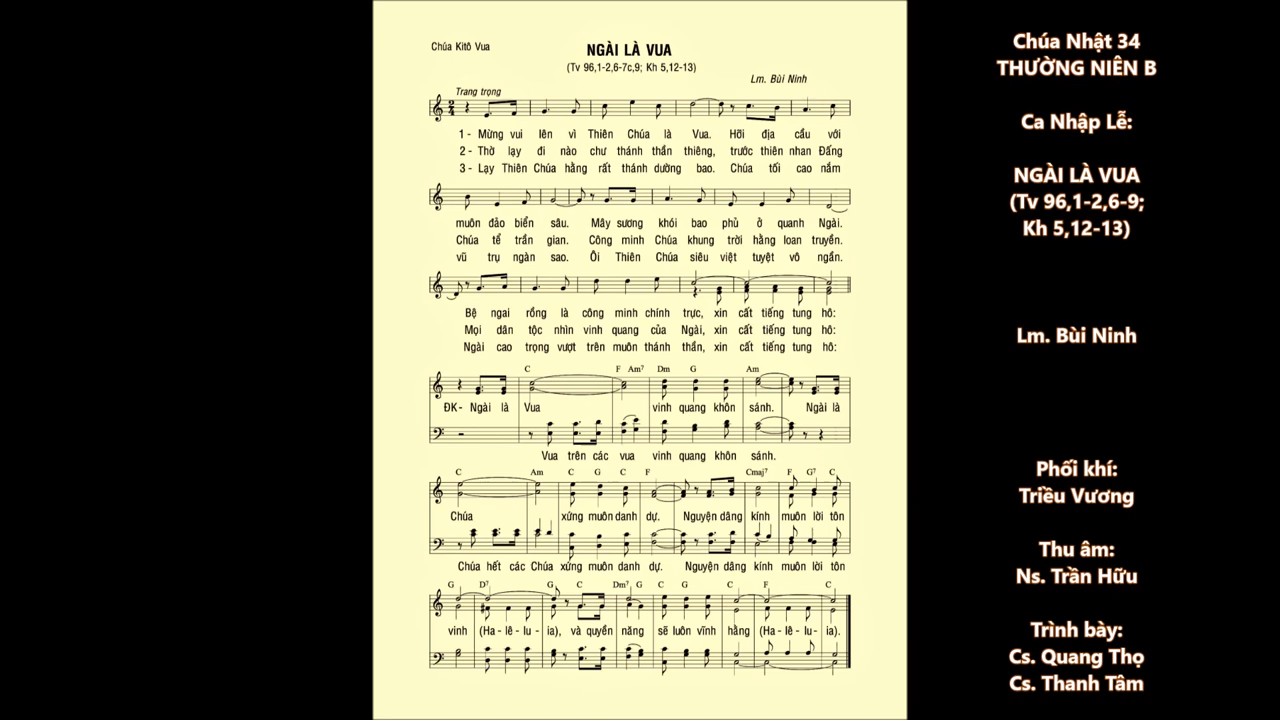 Chúa Kitô Vua
NGÀI LÀ VUA
(Tv 96,1-2,6-7c,9; Kh 5,12-13)
Lm. Bùi Ninh
Trang trọng
1- Mừng vui lên vì Thiên Chúa là Vua. Hỡi địa cầu với
2- Thờ lạy đi nào chư thánh thần thiêng, trước thiên nhan Đấng
3- Lạy Thiên Chúa hằng rất thánh dường bao. Chúa tối cao nắm
muôn đảo biển sâu. Mây sương khói bao phủ ở quanh Ngài.
Chúa tể trần gian. Công minh Chúa khung trời hằng loan truyền.
vũ trụ ngàn sao. Ôi Thiên Chúa siêu việt tuyệt vô ngần.
Bệ ngai rồng là công minh chính trực, xin cất tiếng tung hô:
Mọi dân tộc nhìn vinh quang của Ngài, xin cất tiếng tung hô:
Ngài cao trọng vượt trên muôn thánh thần, xin cất tiếng tung hô:
C F Am7 Dm G Am
ĐK- Ngài là Vua vinh quang khôn sánh. Ngài là
Vua trên các vua vinh quang khôn sánh.
C Am C G C F Cmaj7 F G7 C
Chúa xứng muôn danh dự. Nguyện dâng kính muôn lời tôn
Chúa hết các Chúa xứng muôn danh dự. Nguyện dâng kính muôn lời tôn
G D7 G C Dm7 G C G C F C
vinh (Ha-lê-lu-ia), và quyền năng sẽ luôn vĩnh hằng (Ha-lê-lu-ia).
Chúa Nhật 34
THƯỜNG NIÊN B
Ca Nhập Lễ:
NGÀI LÀ VUA
(Tv 96,1-2,6-9;
Kh 5,12-13)
Lm. Bùi Ninh
Phối khí:
Triều Vương
Thu âm:
Ns. Trần Hữu
Trình bày:
Cs. Quang Thọ
Cs. Thanh Tâm